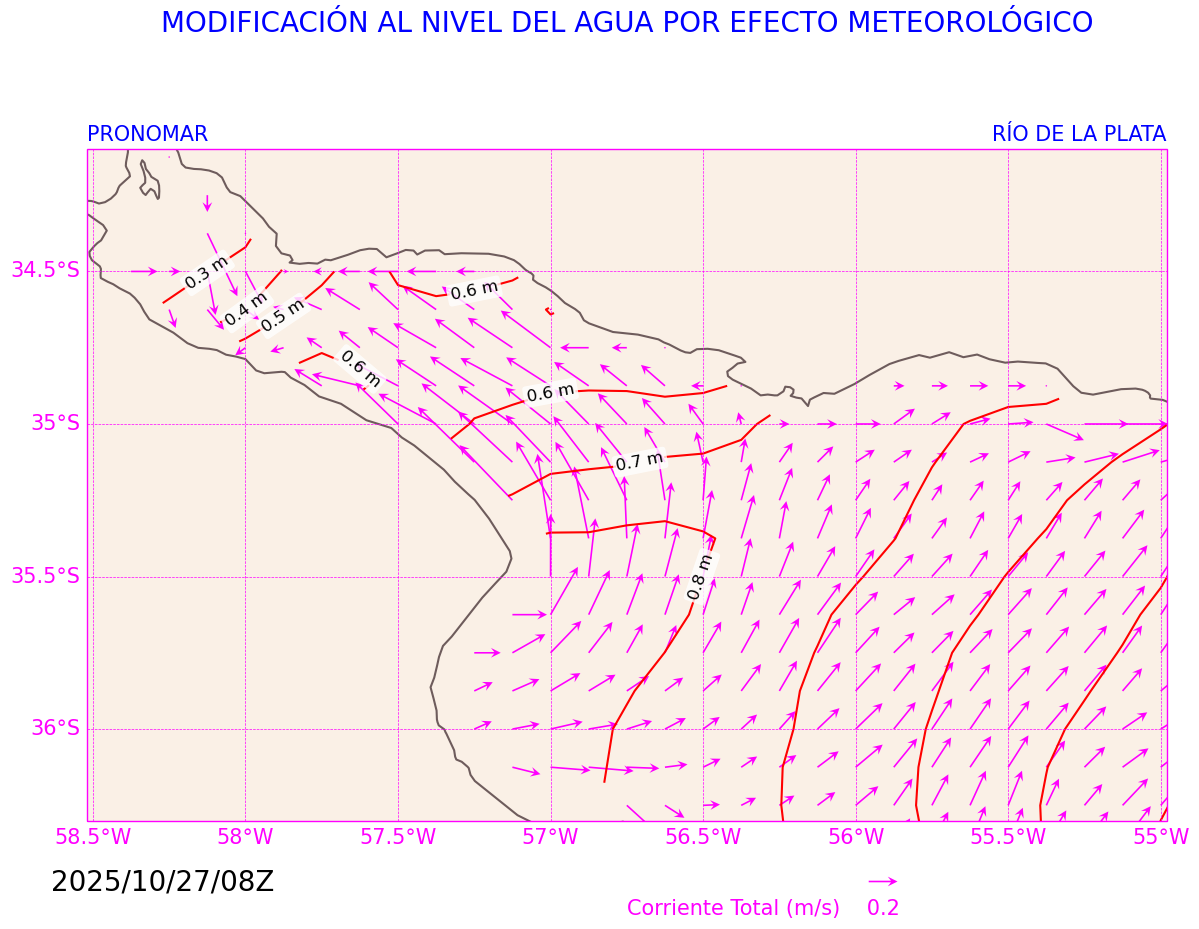 MODIFICACIÓN AL NIVEL DEL AGUA POR EFECTO METEOROLÓGICO
PRONOMAR
RÍO DE LA PLATA
34.5°S
35°S
35.5°S
36°S
0.3 m
0.4 m
0.5 m
0.6 m
0.6 m
0.6 m
0.7 m
0.8 m
58.5°W
58°W
57.5°W
57°W
56.5°W
56°W
55.5°W
55°W
2025/10/27/08Z
Corriente Total (m/s)
0.2